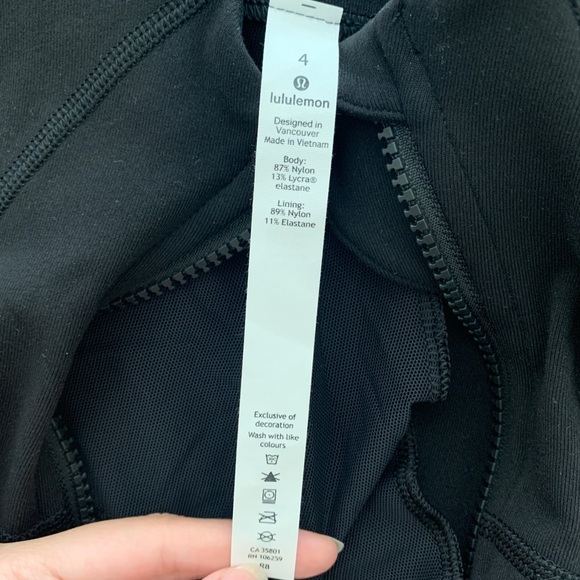 4
lululemon
Designed in
Vancouver
Made in Vietnam
Body:
87% Nylon
13% Lycra®
elastane
Lining:
89% Nylon
11% Elastane
Exclusive of
decoration
Wash with like
colours
CA 35801
RN 106259